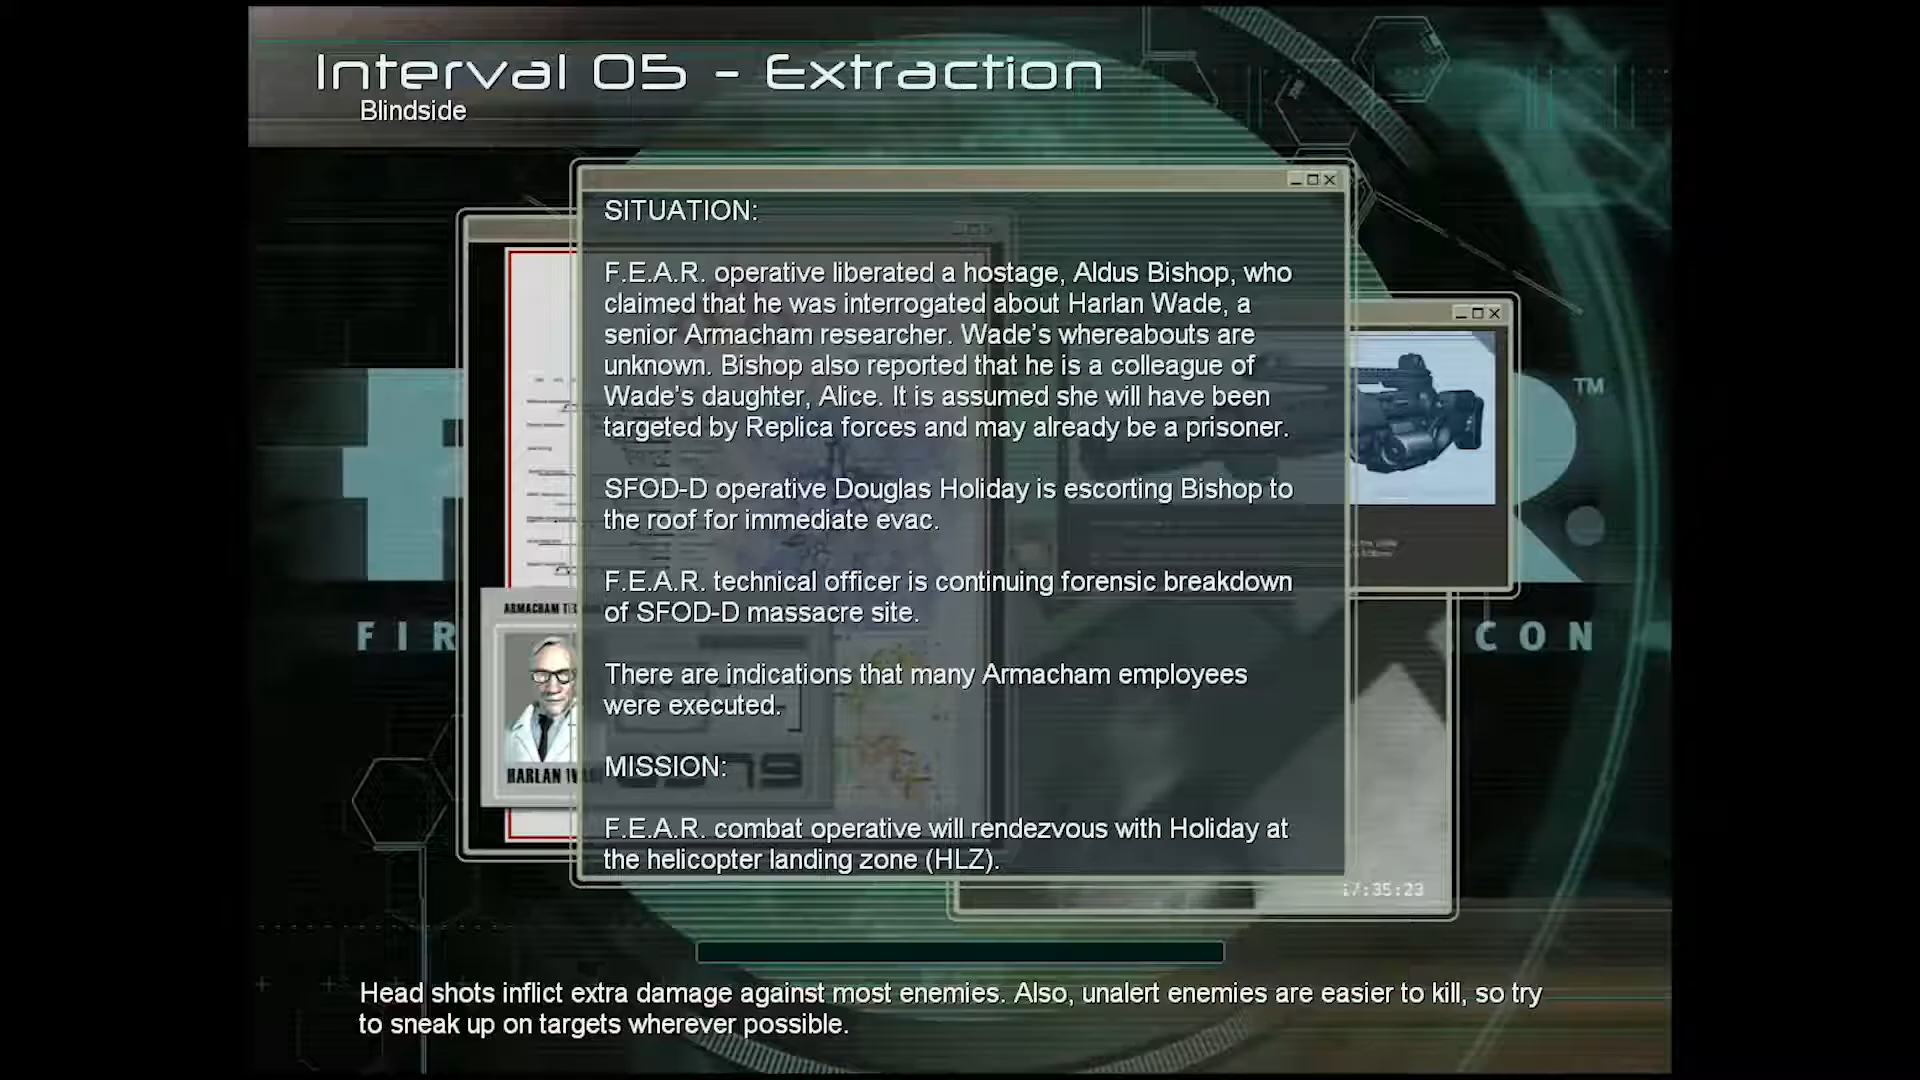 Interval 05 - Extraction
Blindside
SITUATION:
F.E.A.R. operative liberated a hostage, Aldus Bishop, who
claimed that he was interrogated about Harlan Wade, a
senior Armacham researcher. Wade's whereabouts are
unknown. Bishop also reported that he is a colleague of
Wade's daughter, Alice. It is assumed she will have been
targeted by Replica forces and may already be a prisoner.
SFOD-D operative Douglas Holiday is escorting Bishop to
the roof for immediate evac.
F.E.A.R. technical officer is continuing forensic breakdown
of SFOD-D massacre site.
There are indications that many Armacham employees
were executed.
MISSION:
F.E.A.R. combat operative will rendezvous with Holiday at
the helicopter landing zone (HLZ).
TM
FIR
CON
ARMACHAM
HARLAN
17:35:23
Head shots inflict extra damage against most enemies. Also, unalert enemies are easier to kill, so try
to sneak up on targets wherever possible.